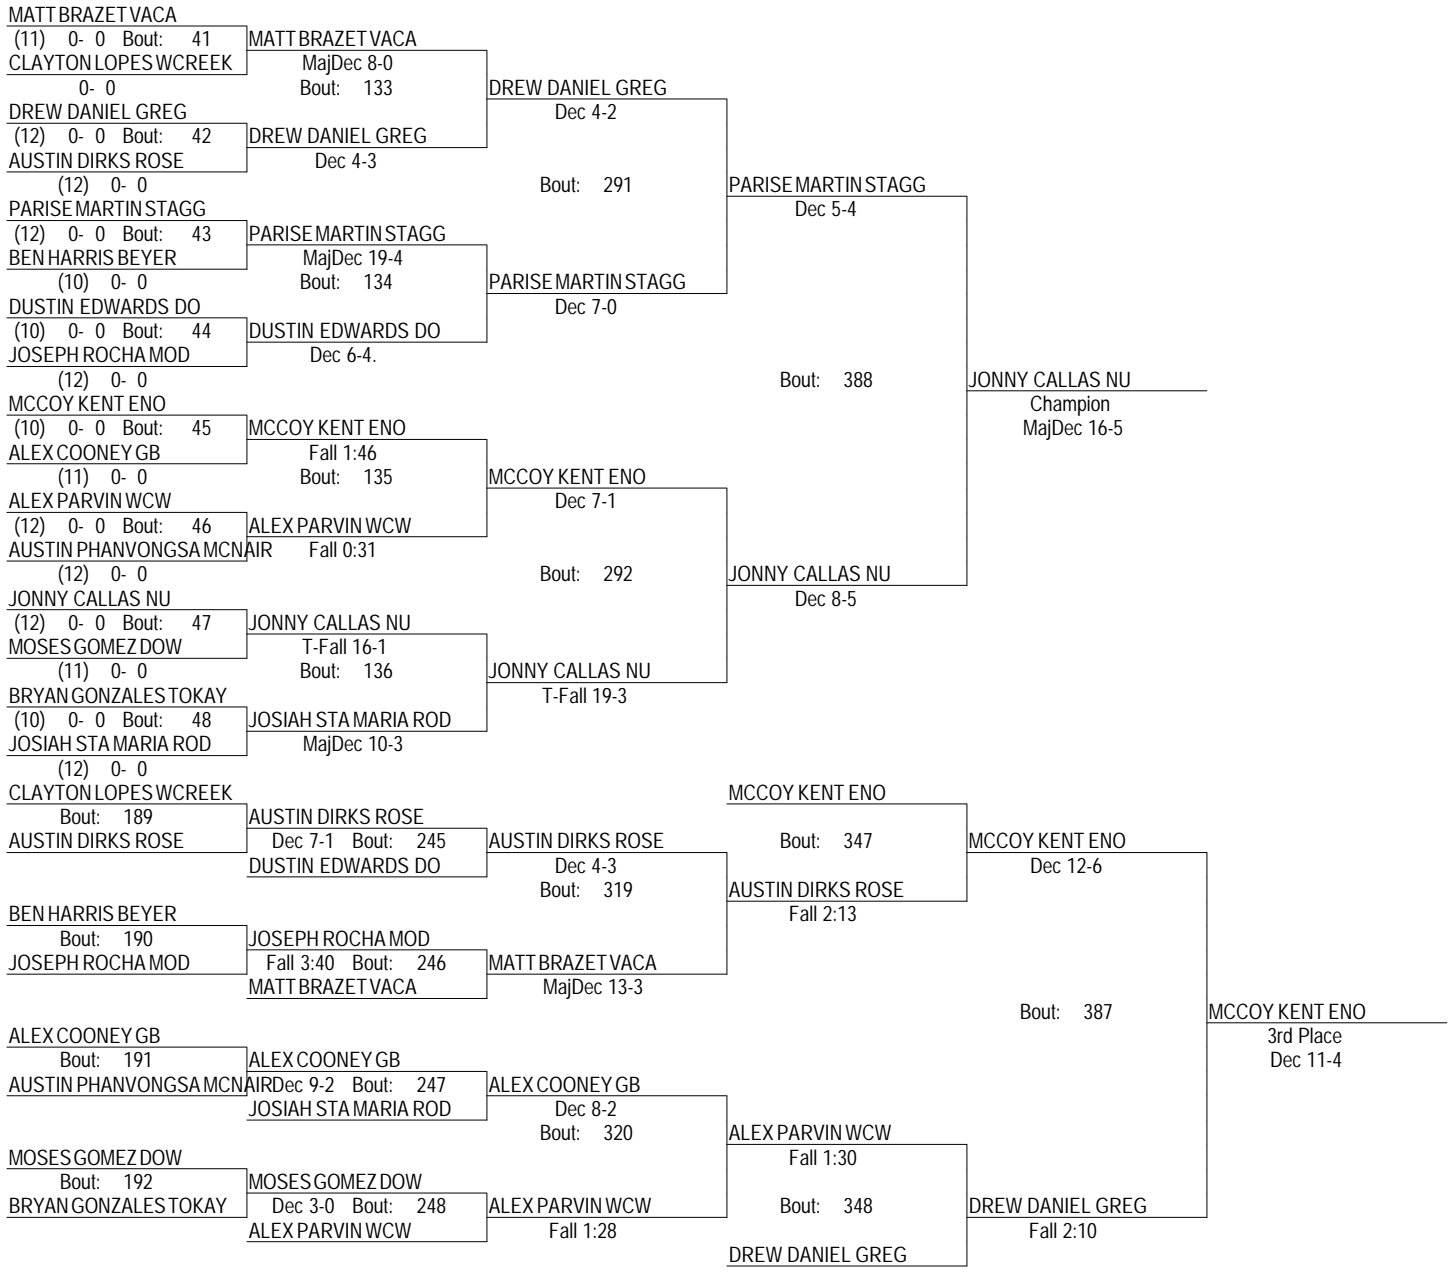 MATT BRAZET VACA
(11) 0- 0 Bout: 41 MATT BRAZET VACA
CLAYTON LOPES WCREEK MajDec 8-0
0- 0 Bout: 133 DREW DANIEL GREG
DREW DANIEL GREG Dec 4-2
(12) 0- 0 Bout: 42 DREW DANIEL GREG
AUSTIN DIRKS ROSE Dec 4-3
(12) 0- 0 Bout: 291 PARISE MARTIN STAGG
PARISE MARTIN STAGG Dec 5-4
(12) 0- 0 Bout: 43 PARISE MARTIN STAGG
BEN HARRIS BEYER MajDec 19-4
(10) 0- 0 Bout: 134 PARISE MARTIN STAGG
DUSTIN EDWARDS DO Dec 7-0
(10) 0- 0 Bout: 44 DUSTIN EDWARDS DO
JOSEPH ROCHA MOD Dec 6-4.
(12) 0- 0 Bout: 388 JONNY CALLAS NU
MCCOY KENT ENO Champion
(10) 0- 0 Bout: 45 MCCOY KENT ENO MajDec 16-5
ALEX COONEY GB Fall 1:46
(11) 0- 0 Bout: 135 MCCOY KENT ENO
ALEX PARVIN WCW Dec 7-1
(12) 0- 0 Bout: 46 ALEX PARVIN WCW
AUSTIN PHANVONGSA MCNAIR Fall 0:31
(12) 0- 0 Bout: 292 JONNY CALLAS NU
JONNY CALLAS NU Dec 8-5
(12) 0- 0 Bout: 47 JONNY CALLAS NU
MOSES GOMEZ DOW T-Fall 16-1
(11) 0- 0 Bout: 136 JONNY CALLAS NU
BRYAN GONZALES TOKAY T-Fall 19-3
(10) 0- 0 Bout: 48 JOSIAH STA MARIA ROD
JOSIAH STA MARIA ROD MajDec 10-3
(12) 0- 0
CLAYTON LOPES WCREEK MCCOY KENT ENO
Bout: 189 AUSTIN DIRKS ROSE
AUSTIN DIRKS ROSE Dec 7-1 Bout: 245 AUSTIN DIRKS ROSE Bout: 347 MCCOY KENT ENO
DUSTIN EDWARDS DO Dec 4-3 Dec 12-6
Bout: 319 AUSTIN DIRKS ROSE
BEN HARRIS BEYER Fall 2:13
Bout: 190 JOSEPH ROCHA MOD
JOSEPH ROCHA MOD Fall 3:40 Bout: 246 MATT BRAZET VACA
MATT BRAZET VACA MajDec 13-3
Bout: 387 MCCOY KENT ENO
ALEX COONEY GB 3rd Place
Bout: 191 ALEX COONEY GB Dec 11-4
AUSTIN PHANVONGSA MCNAIR Dec 9-2 Bout: 247 ALEX COONEY GB
JOSIAH STA MARIA ROD Dec 8-2
Bout: 320 ALEX PARVIN WCW
MOSES GOMEZ DOW Fall 1:30
Bout: 192 MOSES GOMEZ DOW
BRYAN GONZALES TOKAY Dec 3-0 Bout: 248 ALEX PARVIN WCW Bout: 348 DREW DANIEL GREG
ALEX PARVIN WCW Fall 1:28 Fall 2:10
DREW DANIEL GREG